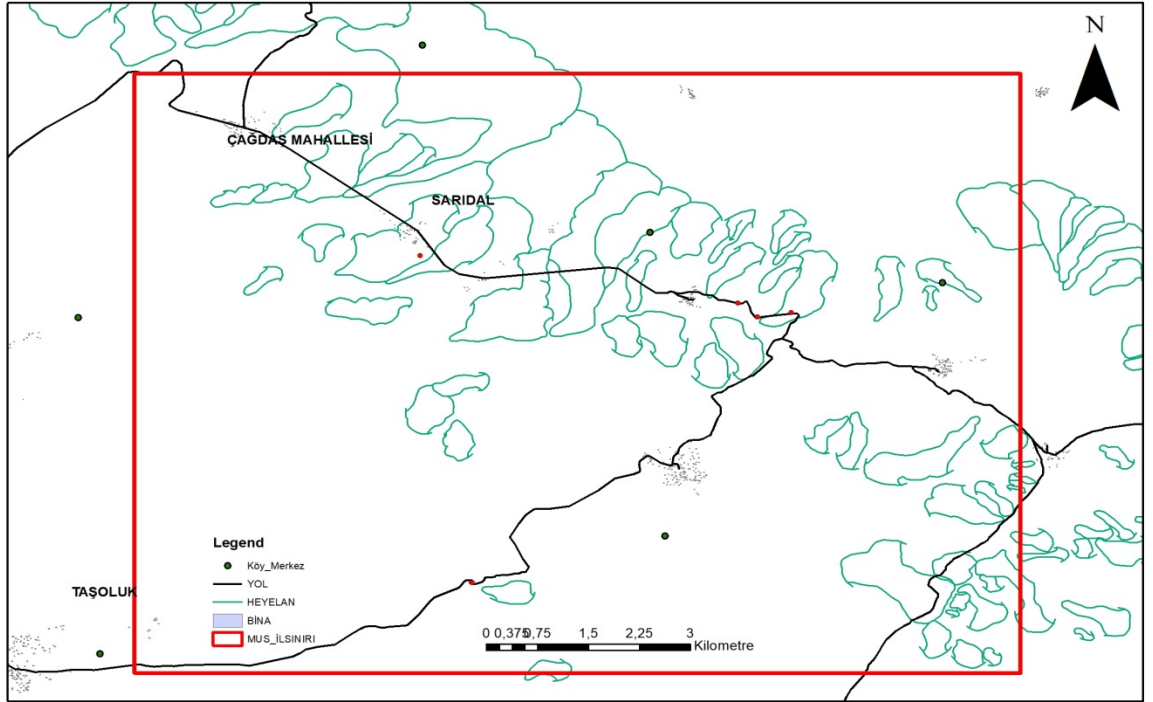 N
ÇAĞDAŞ MAHALLESİ
SARIDAL
TAŞOLUK
Legend
Köy_Merkez
YOL
HEYELAN
BİNA
MUS_İLSINIRI
0 0,375 0,75 1,5 2,25 3
Kilometre